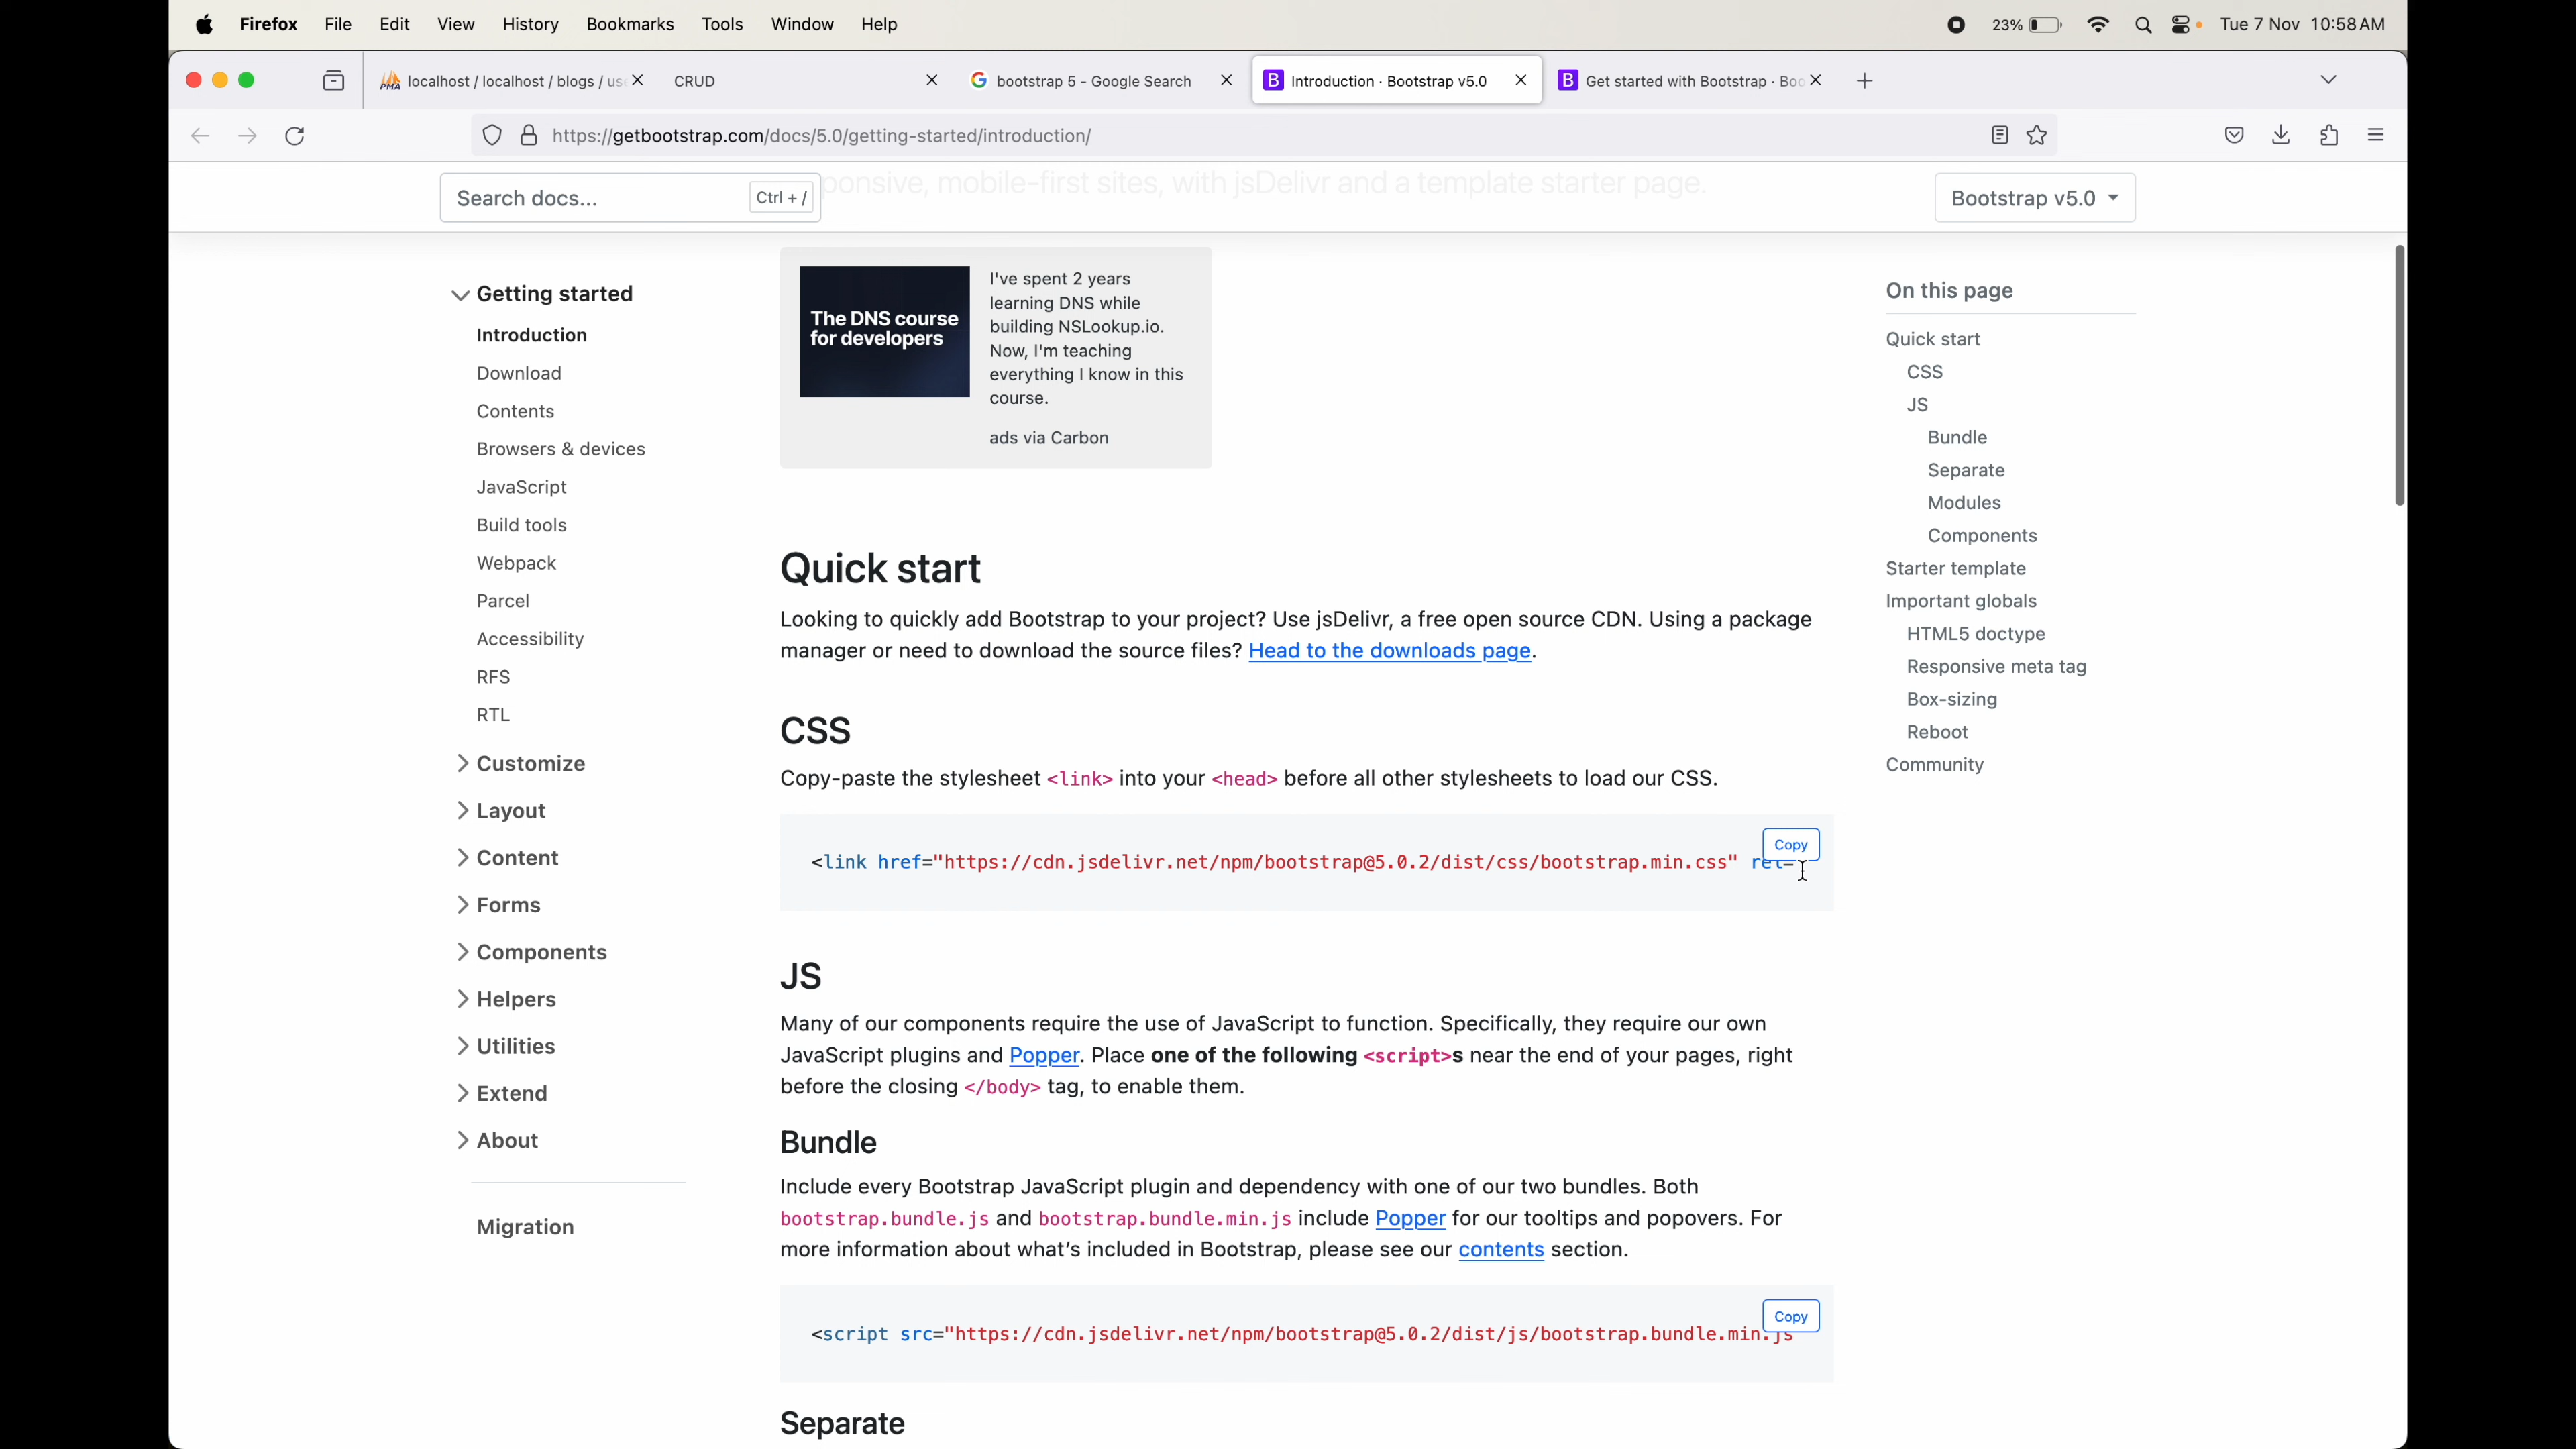 Firefox File Edit View History Bookmarks Tools Window Help 23% Tue 7 Nov 10:58 AM
localhost / localhost / blogs / us CRUD bootstrap 5 - Google Search Introduction · Bootstrap v5.0 Get started with Bootstrap · Boo
PMA
https://getbootstrap.com/docs/5.0/getting-started/introduction/
ponsive, mobile-first sites, with jsDelivr and a template starter page.
Search docs... Ctrl + / Bootstrap v5.0
Getting started
Introduction
Download
Contents
Browsers & devices
JavaScript
Build tools
Webpack
Parcel
Accessibility
RFS
RTL
Customize
Layout
Content
Forms
Components
Helpers
Utilities
Extend
About
Migration
The DNS course
for developers
I've spent 2 years
learning DNS while
building NSLookup.io.
Now, I'm teaching
everything I know in this
course.
ads via Carbon
Quick start
Looking to quickly add Bootstrap to your project? Use jsDelivr, a free open source CDN. Using a package
manager or need to download the source files? Head to the downloads page.
CSS
Copy-paste the stylesheet <link> into your <head> before all other stylesheets to load our CSS.
Copy
<link href="https://cdn.jsdelivr.net/npm/bootstrap@5.0.2/dist/css/bootstrap.min.css" rel=
JS
Many of our components require the use of JavaScript to function. Specifically, they require our own
JavaScript plugins and Popper. Place one of the following <script>s near the end of your pages, right
before the closing </body> tag, to enable them.
Bundle
Include every Bootstrap JavaScript plugin and dependency with one of our two bundles. Both
bootstrap.bundle.js and bootstrap.bundle.min.js include Popper for our tooltips and popovers. For
more information about what's included in Bootstrap, please see our contents section.
Copy
<script src="https://cdn.jsdelivr.net/npm/bootstrap@5.0.2/dist/js/bootstrap.bundle.min.js"
Separate
On this page
Quick start
CSS
JS
Bundle
Separate
Modules
Components
Starter template
Important globals
HTML5 doctype
Responsive meta tag
Box-sizing
Reboot
Community